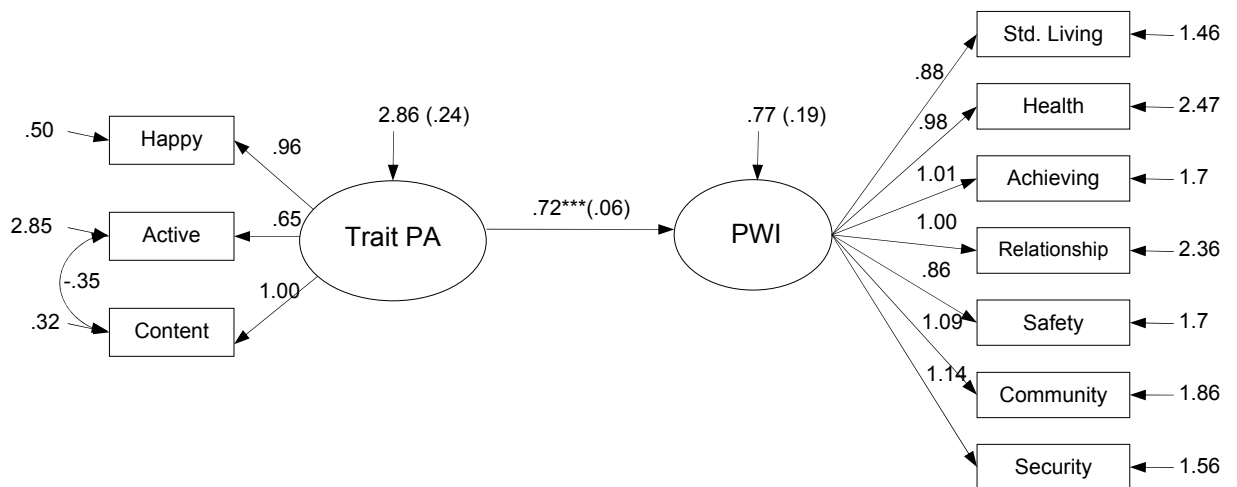 Std. Living
1.46
.88
2.86 (.24)
.77 (.19)
Health
2.47
.50
Happy
.96
.98
Achieving
1.7
1.01
.72***(.06)
2.85
Active
.65
Trait PA
PWI
1.00
Relationship
2.36
.86
-.35
1.00
.32
Content
1.09
Safety
1.7
1.14
Community
1.86
Security
1.56